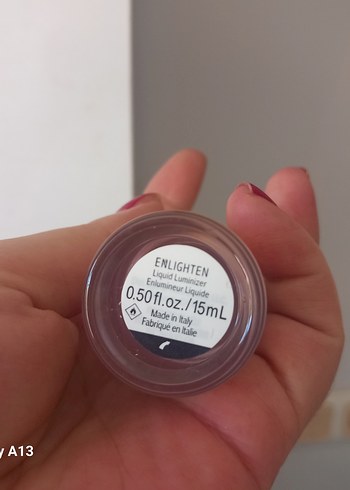 ENLIGHTEN
Liquid Luminizer
Enlumineur Liquide
0.50 fl.oz./15mL
Made in Italy
Fabriqué en Italie
y A13